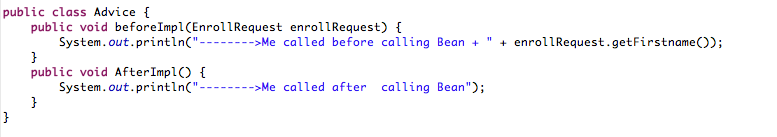 public class Advice {
    public void beforeImpl(EnrollRequest enrollRequest) {
        System.out.println("-------->Me called before calling Bean + " + enrollRequest.getFirstname());
    }
    public void AfterImpl() {
        System.out.println("-------->Me called after  calling Bean");
    }
}